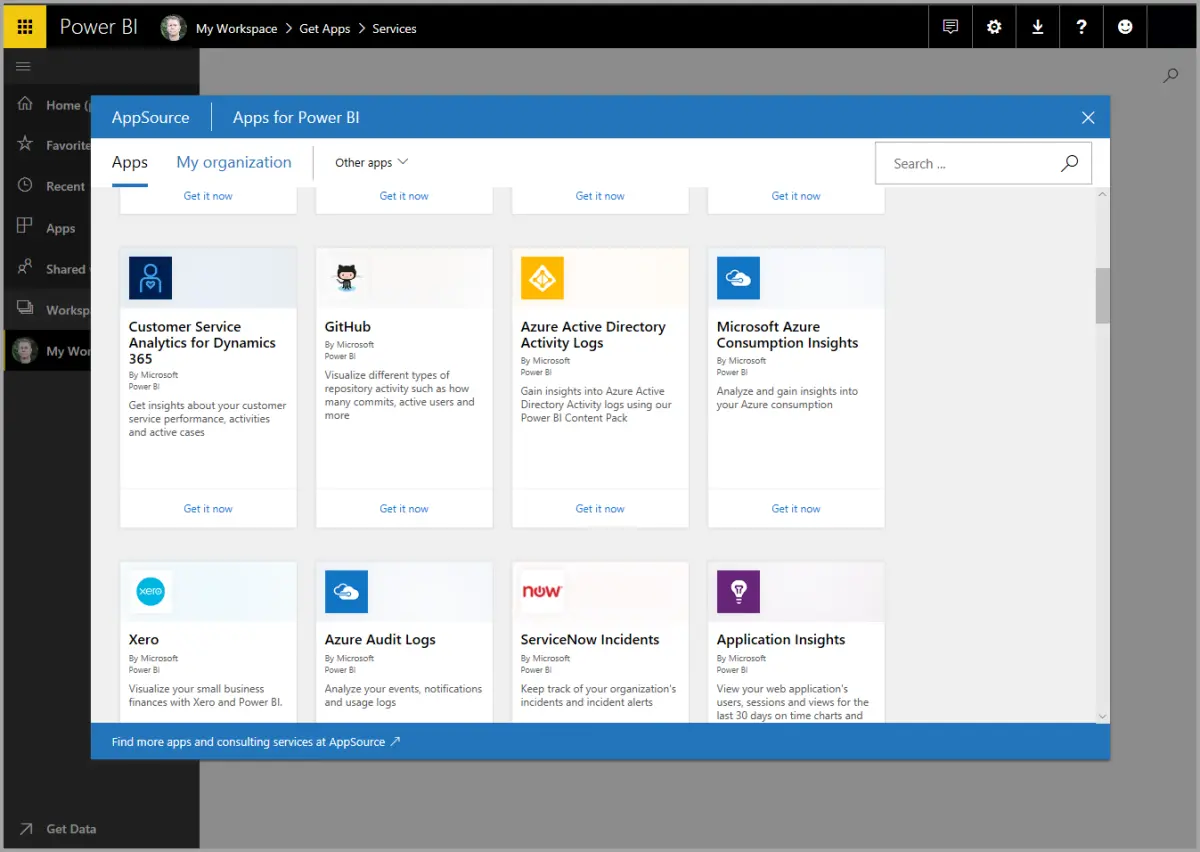 Power BI
My Workspace > Get Apps > Services
Home (
Favorite
Recent
Apps
Shared
Worksp
My Wor
Get Data
AppSource
Apps for Power BI
Apps
My organization
Other apps
Search ...
Get it now
Get it now
Get it now
Get it now
Customer Service
Analytics for Dynamics
365
By Microsoft
Power BI
Get insights about your customer
service performance, activities
and active cases
Get it now
GitHub
By Microsoft
Power BI
Visualize different types of
repository activity such as how
many commits, active users and
more
Get it now
Azure Active Directory
Activity Logs
By Microsoft
Power BI
Gain insights into Azure Active
Directory Activity logs using our
Power BI Content Pack
Get it now
Microsoft Azure
Consumption Insights
By Microsoft
Power BI
Analyze and gain insights into
your Azure consumption
Get it now
xero
Xero
By Microsoft
Power BI
Visualize your small business
finances with Xero and Power BI.
Azure Audit Logs
By Microsoft
Power BI
Analyze your events, notifications
and usage logs
now
ServiceNow Incidents
By Microsoft
Power BI
Keep track of your organization's
incidents and incident alerts
Application Insights
By Microsoft
Power BI
View your web application's
users, sessions and views for the
last 30 days on time charts and
Find more apps and consulting services at AppSource